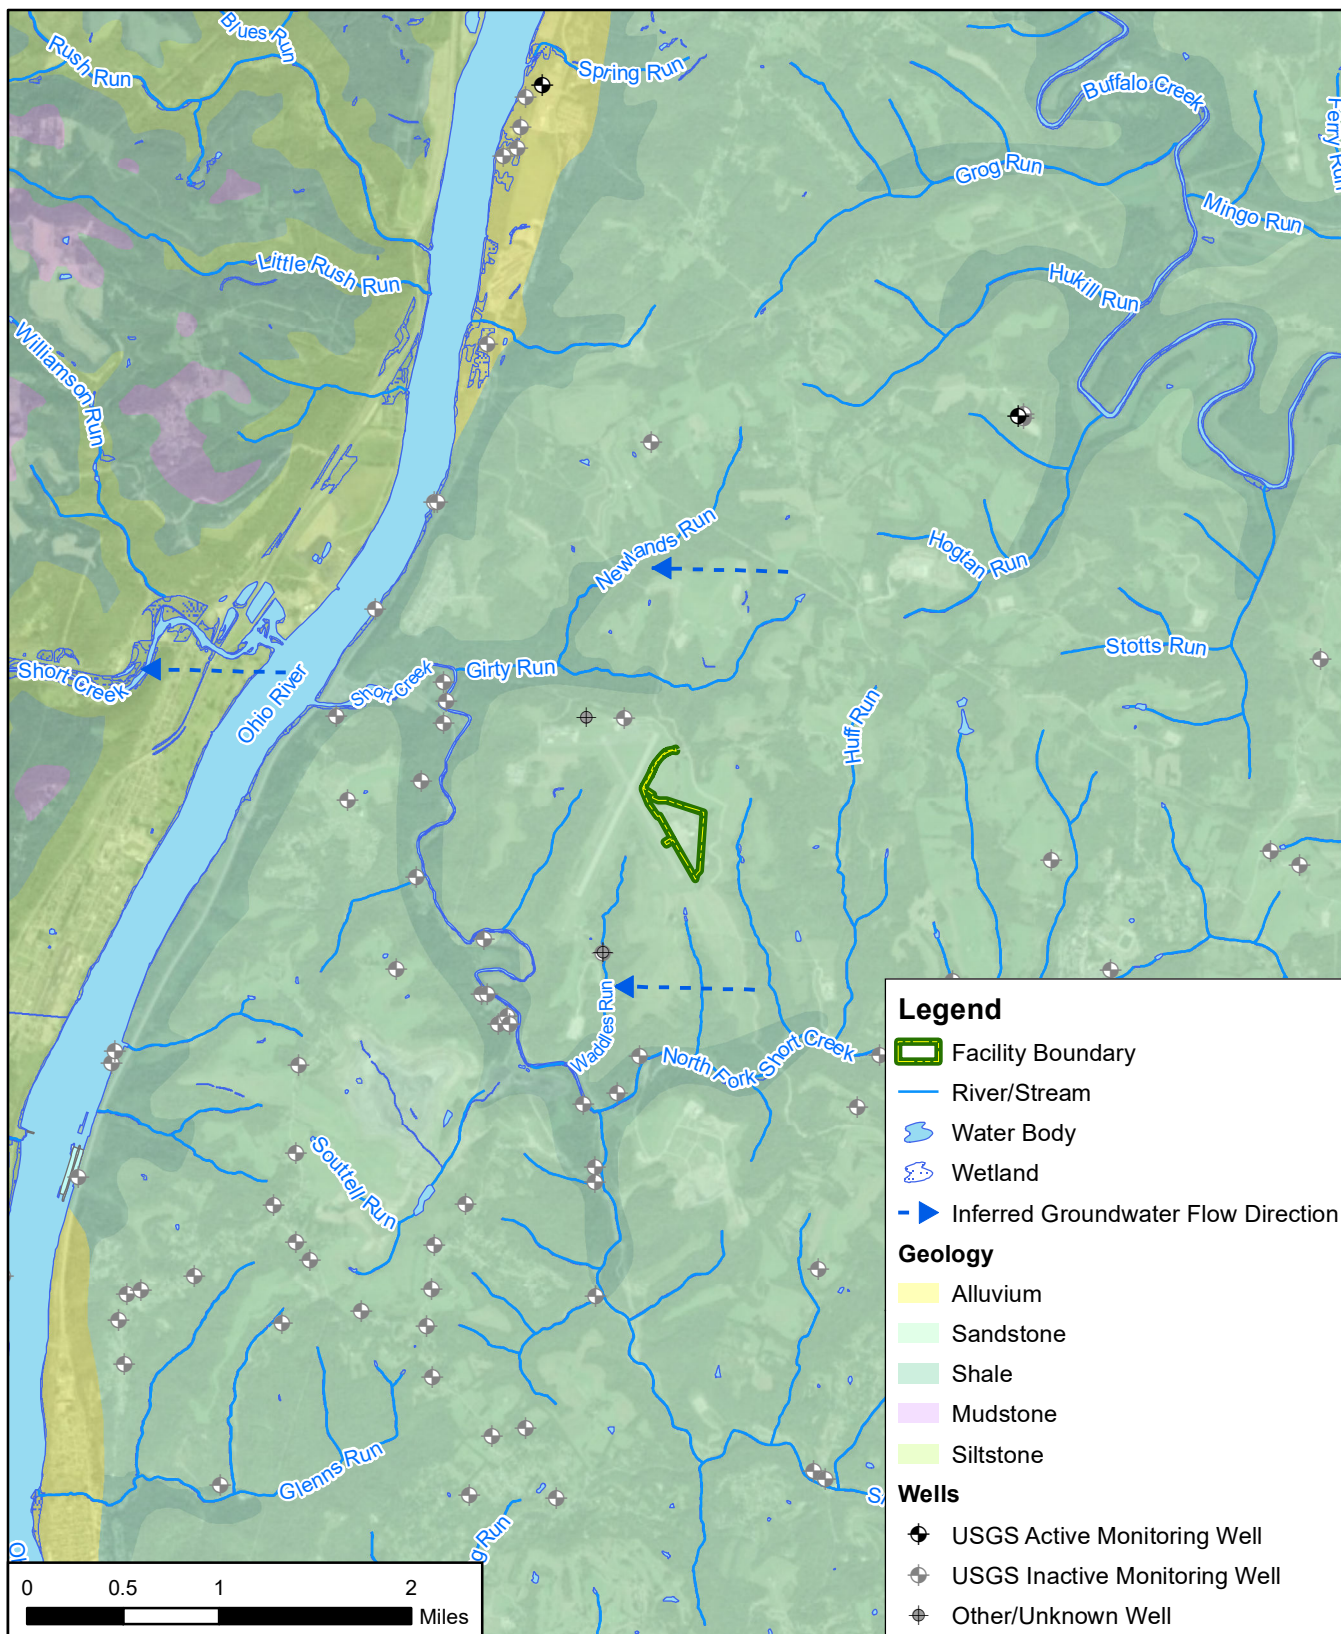 Blues Run
Rush Run
Spring Run
Buffalo Creek
Ferry Run
Grog Run
Mingo Run
Little Rush Run
Hukill Run
Williamson Run
Newlands Run
Hogtan Run
Stotts Run
Short Creek
Short Creek
Girty Run
Ohio River
Huff Run
Waddles Run
North Fork Short Creek
Souttell Run
Glenns Run
g Run
Legend
Facility Boundary
River/Stream
Water Body
Wetland
Inferred Groundwater Flow Direction
Geology
Alluvium
Sandstone
Shale
Mudstone
Siltstone
Wells
USGS Active Monitoring Well
USGS Inactive Monitoring Well
Other/Unknown Well
0 0.5 1 2
Miles